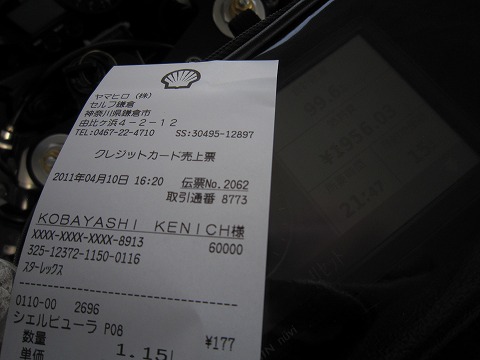 ヤマヒロ (株)
セルフ鎌倉
神奈川県鎌倉市
由比ヶ浜4-2-12
TEL:0467-22-4710 SS:30495-12897
クレジットカード売上票
2011年04月10日 16:20 伝票No.2062
取引通番 8773
KOBAYASHI KENICH様
XXXX-XXXX-XXXX-8913 60000
325-12372-1150-0116
スターレックス
0110-00 2696
シェルピューラ P08 ¥177
数量 1.15L
単価